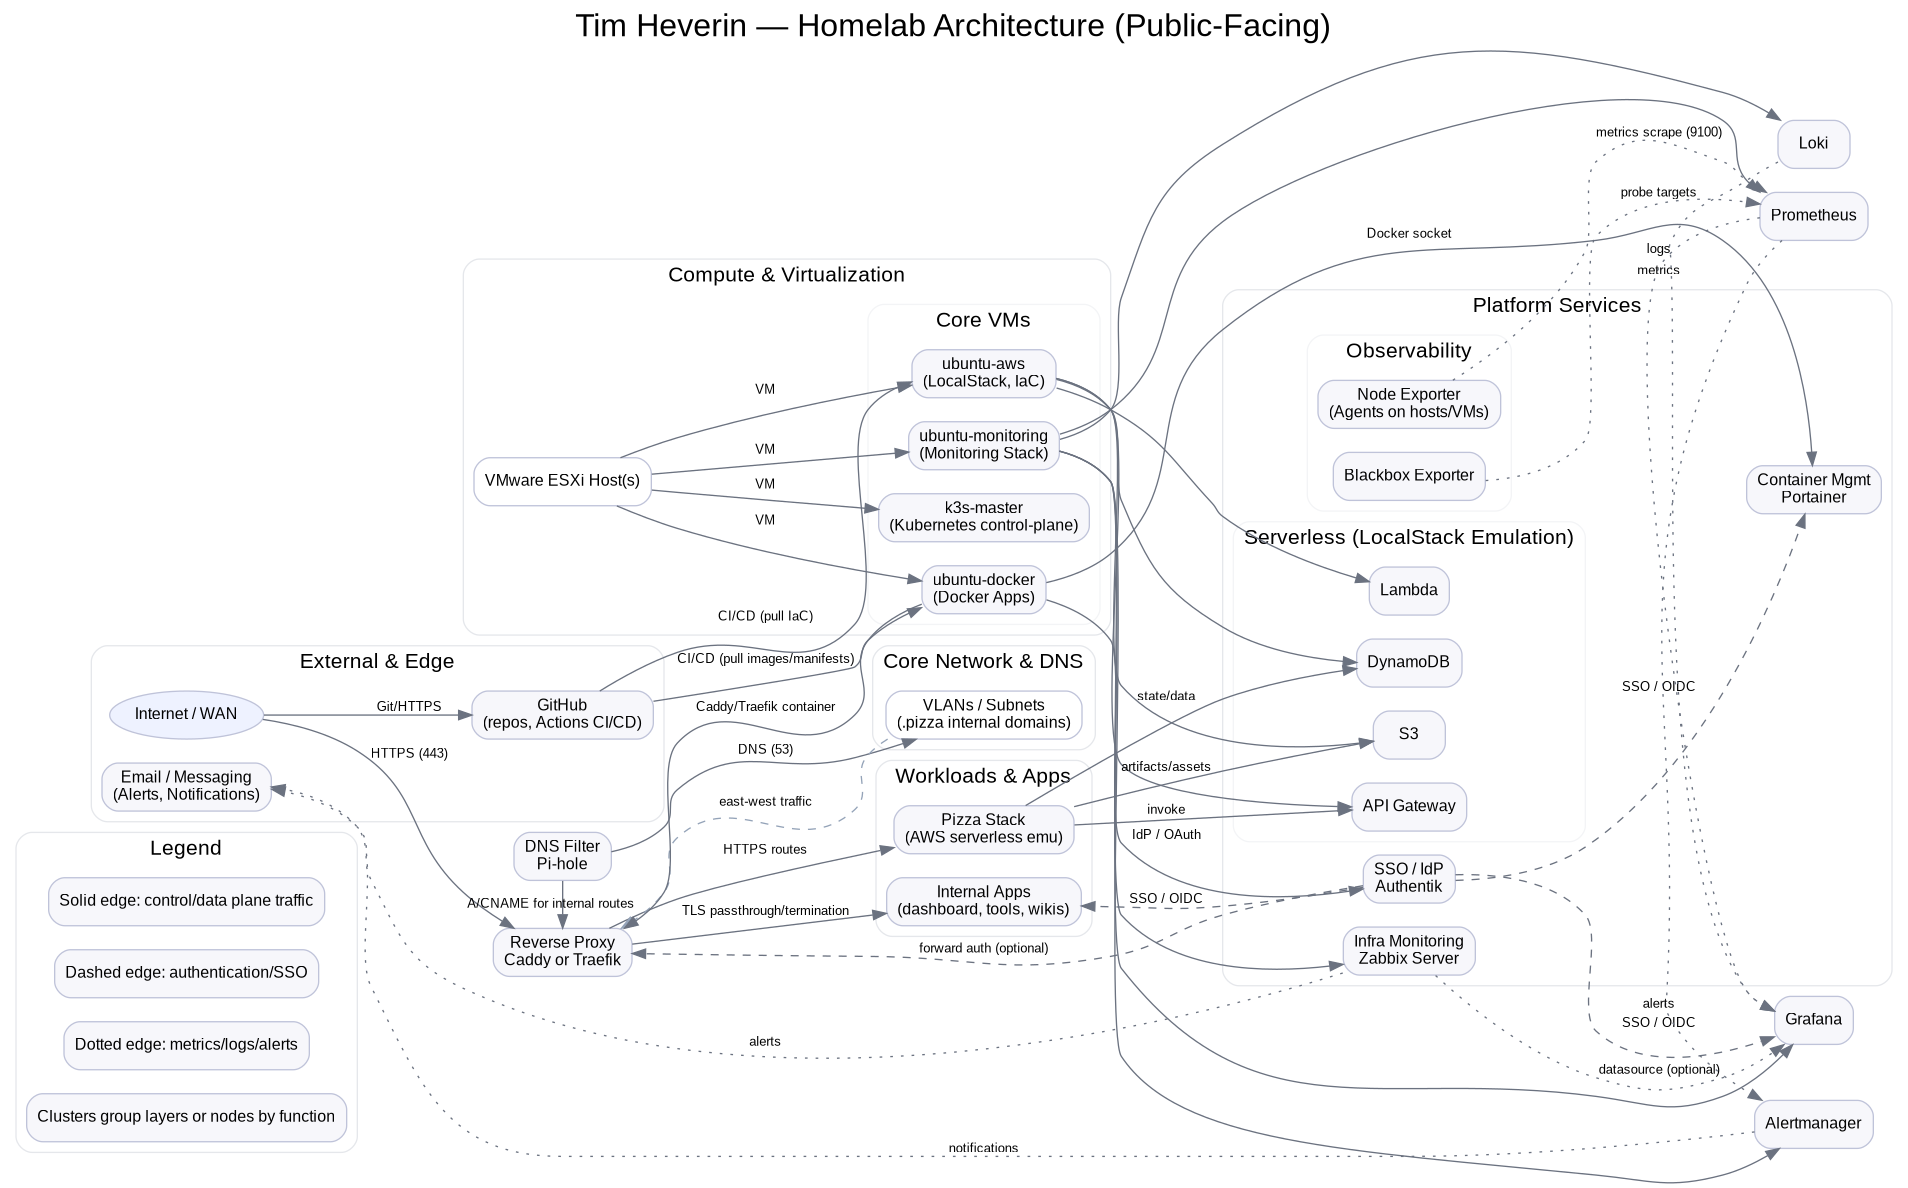 Tim Heverin — Homelab Architecture (Public-Facing)
Loki
metrics scrape (9100)
Prometheus
probe targets
Docker socket
logs
metrics
Compute & Virtualization
Core VMs
ubuntu-aws
(LocalStack, IaC)
ubuntu-monitoring
(Monitoring Stack)
k3s-master
(Kubernetes control-plane)
ubuntu-docker
(Docker Apps)
VMware ESXi Host(s)
VM
VM
VM
VM
Platform Services
Observability
Node Exporter
(Agents on hosts/VMs)
Blackbox Exporter
Container Mgmt
Portainer
Serverless (LocalStack Emulation)
Lambda
DynamoDB
S3
API Gateway
SSO / OIDC
CI/CD (pull IaC)
CI/CD (pull images/manifests)
External & Edge
Internet / WAN
Git/HTTPS
GitHub
(repos, Actions CI/CD)
HTTPS (443)
Email / Messaging
(Alerts, Notifications)
Caddy/Traefik container
DNS (53)
east-west traffic
Core Network & DNS
VLANs / Subnets
(.pizza internal domains)
Workloads & Apps
Pizza Stack
(AWS serverless emu)
Internal Apps
(dashboard, tools, wikis)
state/data
artifacts/assets
invoke
IdP / OAuth
SSO / OIDC
SSO / IdP
Authentik
Infra Monitoring
Zabbix Server
DNS Filter
Pi-hole
A/CNAME for internal routes
Reverse Proxy
Caddy or Traefik
HTTPS routes
TLS passthrough/termination
forward auth (optional)
alerts
notifications
alerts
SSO / OIDC
datasource (optional)
Grafana
Alertmanager
Legend
Solid edge: control/data plane traffic
Dashed edge: authentication/SSO
Dotted edge: metrics/logs/alerts
Clusters group layers or nodes by function